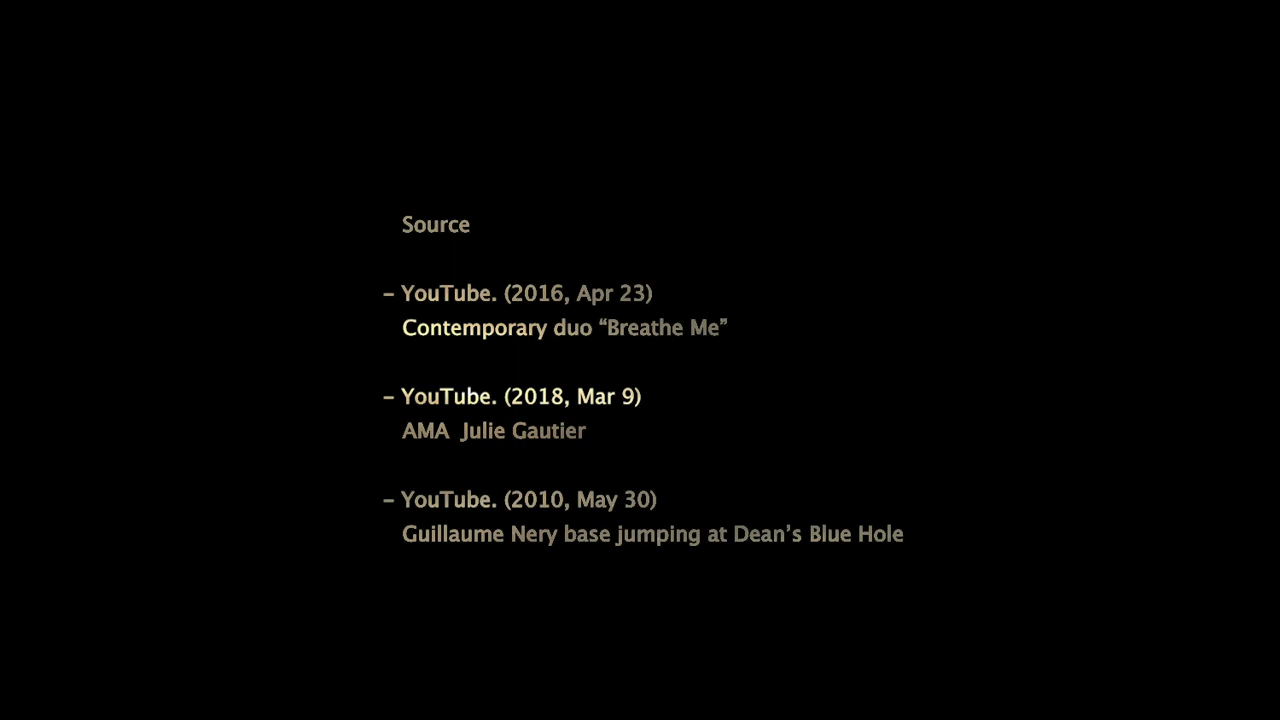 Source
– YouTube. (2016, Apr 23)
Contemporary duo “Breathe Me”
– YouTube. (2018, Mar 9)
AMA  Julie Gautier
– YouTube. (2010, May 30)
Guillaume Nery base jumping at Dean’s Blue Hole